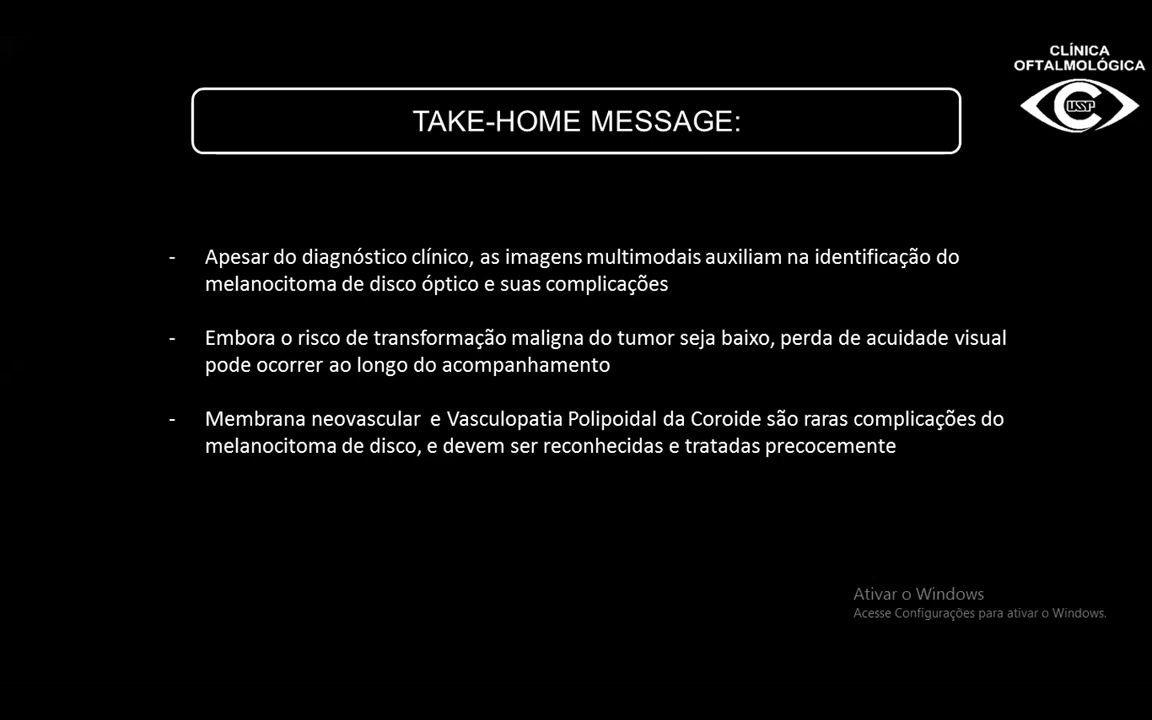 CLÍNICA
OFTALMOLÓGICA
USP
TAKE-HOME MESSAGE:
- Apesar do diagnóstico clínico, as imagens multimodais auxiliam na identificação do
melanocitoma de disco óptico e suas complicações
- Embora o risco de transformação maligna do tumor seja baixo, perda de acuidade visual
pode ocorrer ao longo do acompanhamento
- Membrana neovascular e Vasculopatia Polipoidal da Coroide são raras complicações do
melanocitoma de disco, e devem ser reconhecidas e tratadas precocemente
Ativar o Windows
Acesse Configurações para ativar o Windows.